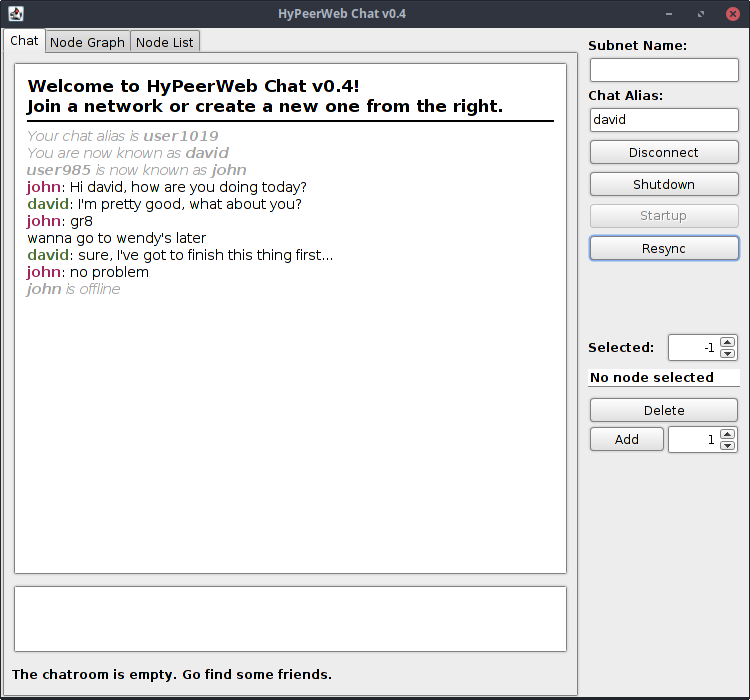 HyPeerWeb Chat v0.4
Chat
Node Graph
Node List
Welcome to HyPeerWeb Chat v0.4!
Join a network or create a new one from the right.
Your chat alias is user1019
You are now known as david
user985 is now known as john
john: Hi david, how are you doing today?
david: I'm pretty good, what about you?
john: gr8
wanna go to wendy's later
david: sure, I've got to finish this thing first...
john: no problem
john is offline
The chatroom is empty. Go find some friends.
Subnet Name:
Chat Alias:
david
Disconnect
Shutdown
Startup
Resync
Selected: -1
No node selected
Delete
Add 1